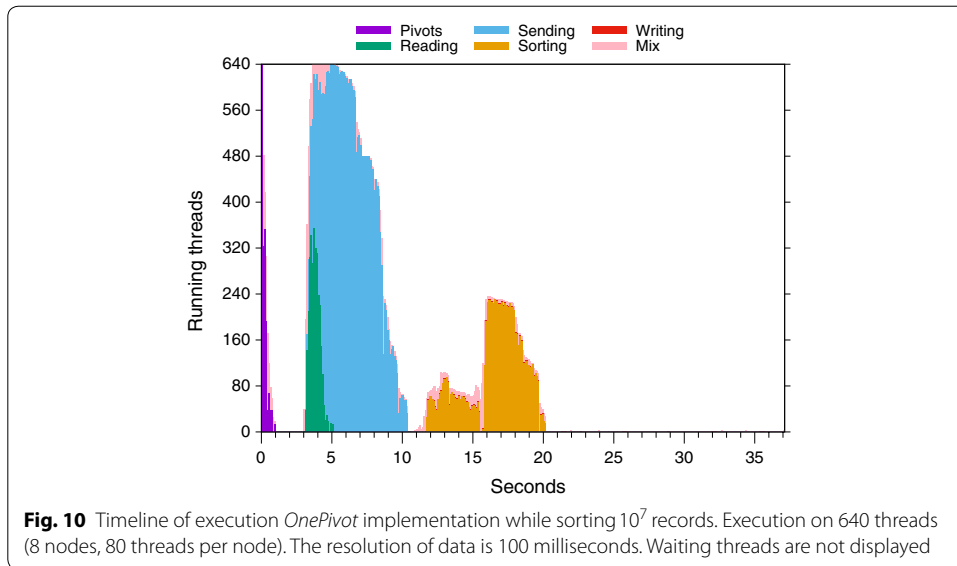 Pivots Sending Writing
Reading Sorting Mix
640
560
480
400
320
240
160
80
0
Running threads
0 5 10 15 20 25 30 35
Seconds
Fig. 10 Timeline of execution OnePivot implementation while sorting 10⁷ records. Execution on 640 threads
(8 nodes, 80 threads per node). The resolution of data is 100 milliseconds. Waiting threads are not displayed